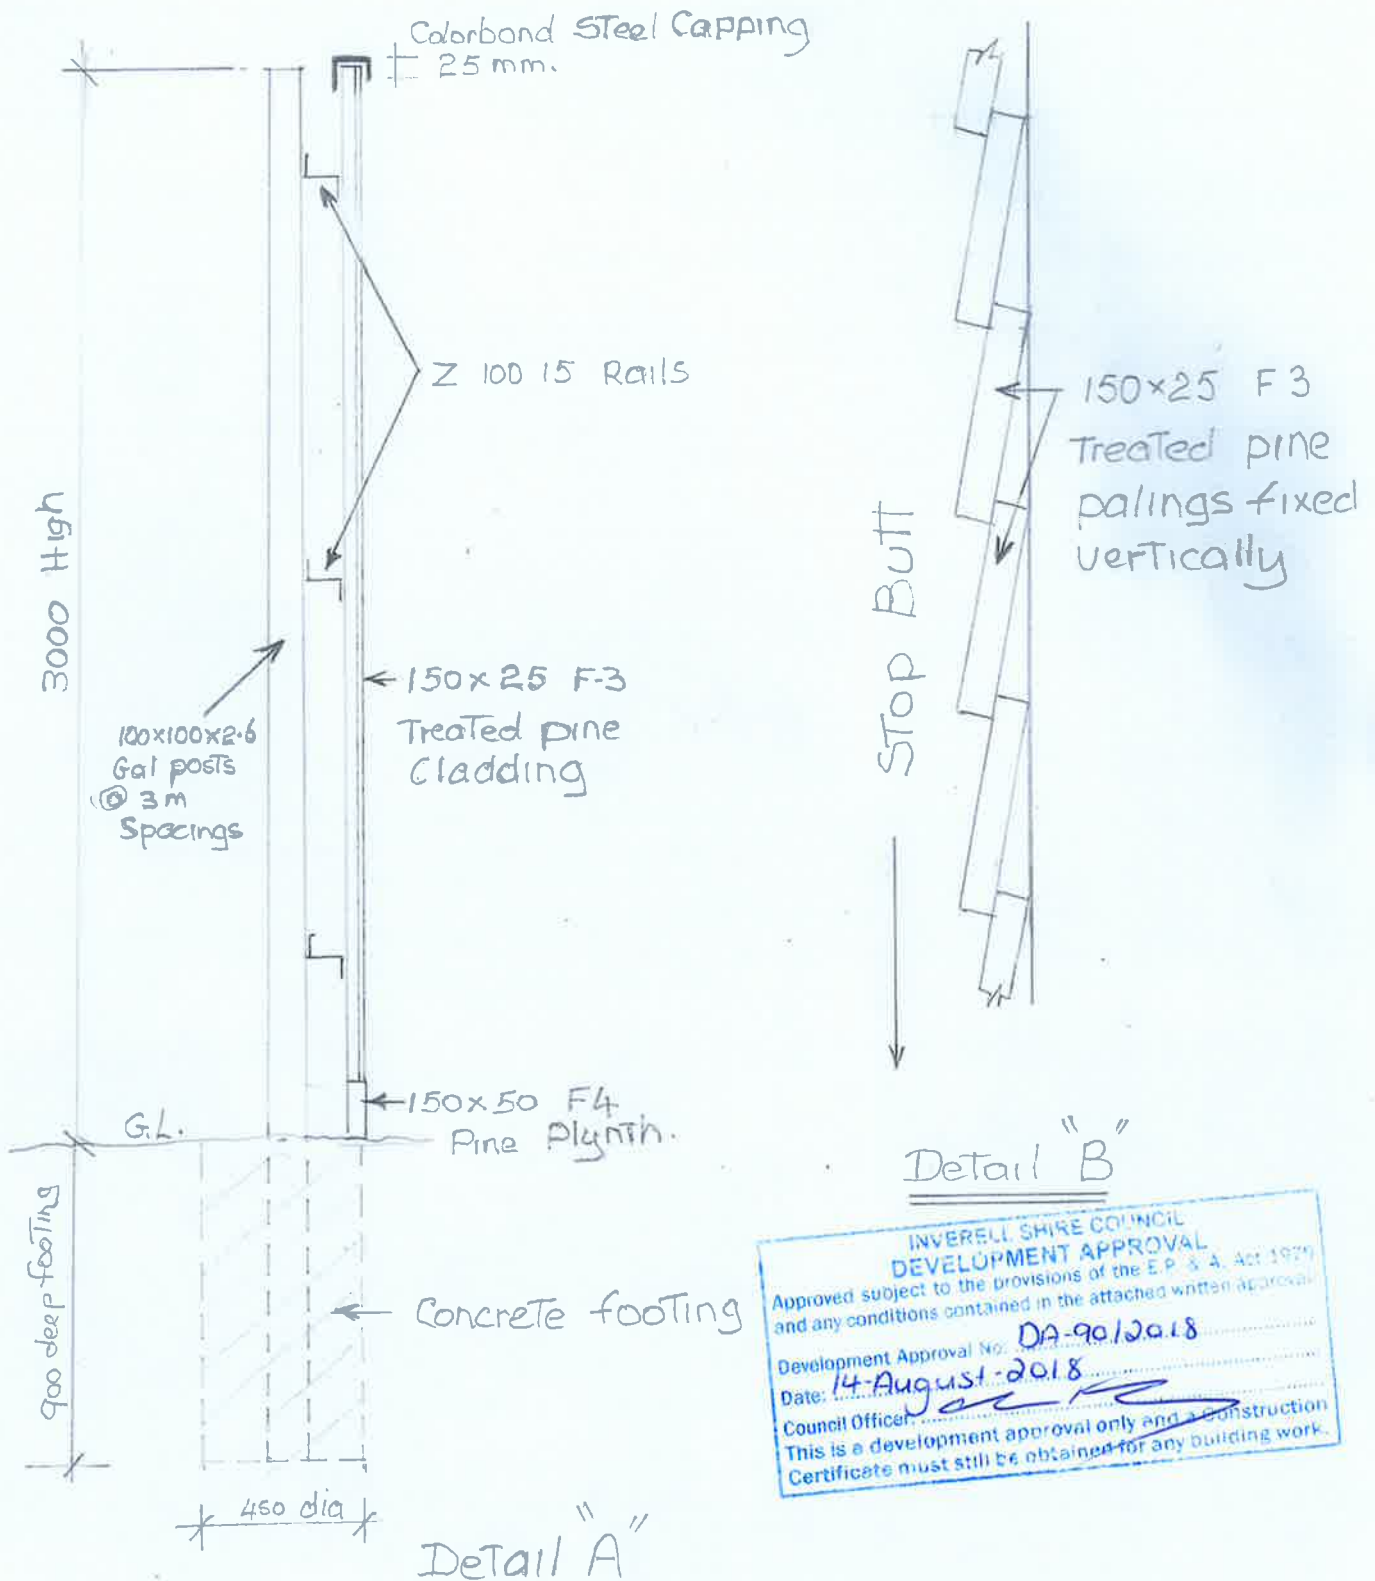 Colorbond Steel Capping
25 mm.
Z 100 15 Rails
3000 High
100x100x2.6
Gal posts
@ 3m
Spacings
150x25 F-3
Treated pine
Cladding
150x50 F4
Pine Plynth.
G.L.
900 deep footing
Concrete footing
450 dia
Detail "A"
150x25 F3
Treated pine
palings fixed
vertically
Stop Butt
Detail "B"
INVERELL SHIRE COUNCIL
DEVELOPMENT APPROVAL
Approved subject to the provisions of the E.P. & A. Act 1979
and any conditions contained in the attached written approval
Development Approval No: DA-90/2018
Date: 14-August-2018
Council Officer:
This is a development approval only and a Construction
Certificate must still be obtained for any building work.